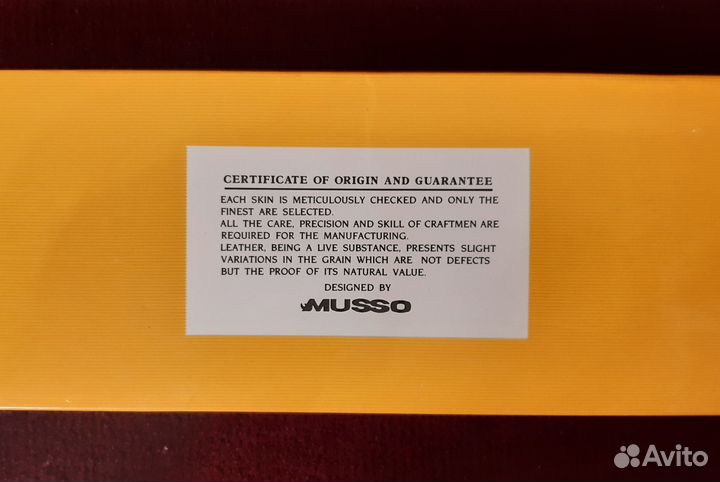 CERTIFICATE OF ORIGIN AND GUARANTEE
EACH SKIN IS METICULOUSLY CHECKED AND ONLY THE
FINEST ARE SELECTED.
ALL THE CARE, PRECISION AND SKILL OF CRAFTMEN ARE
REQUIRED FOR THE MANUFACTURING.
LEATHER, BEING A LIVE SUBSTANCE, PRESENTS SLIGHT
VARIATIONS IN THE GRAIN WHICH ARE NOT DEFECTS
BUT THE PROOF OF ITS NATURAL VALUE.
DESIGNED BY
MUSSO
Avito